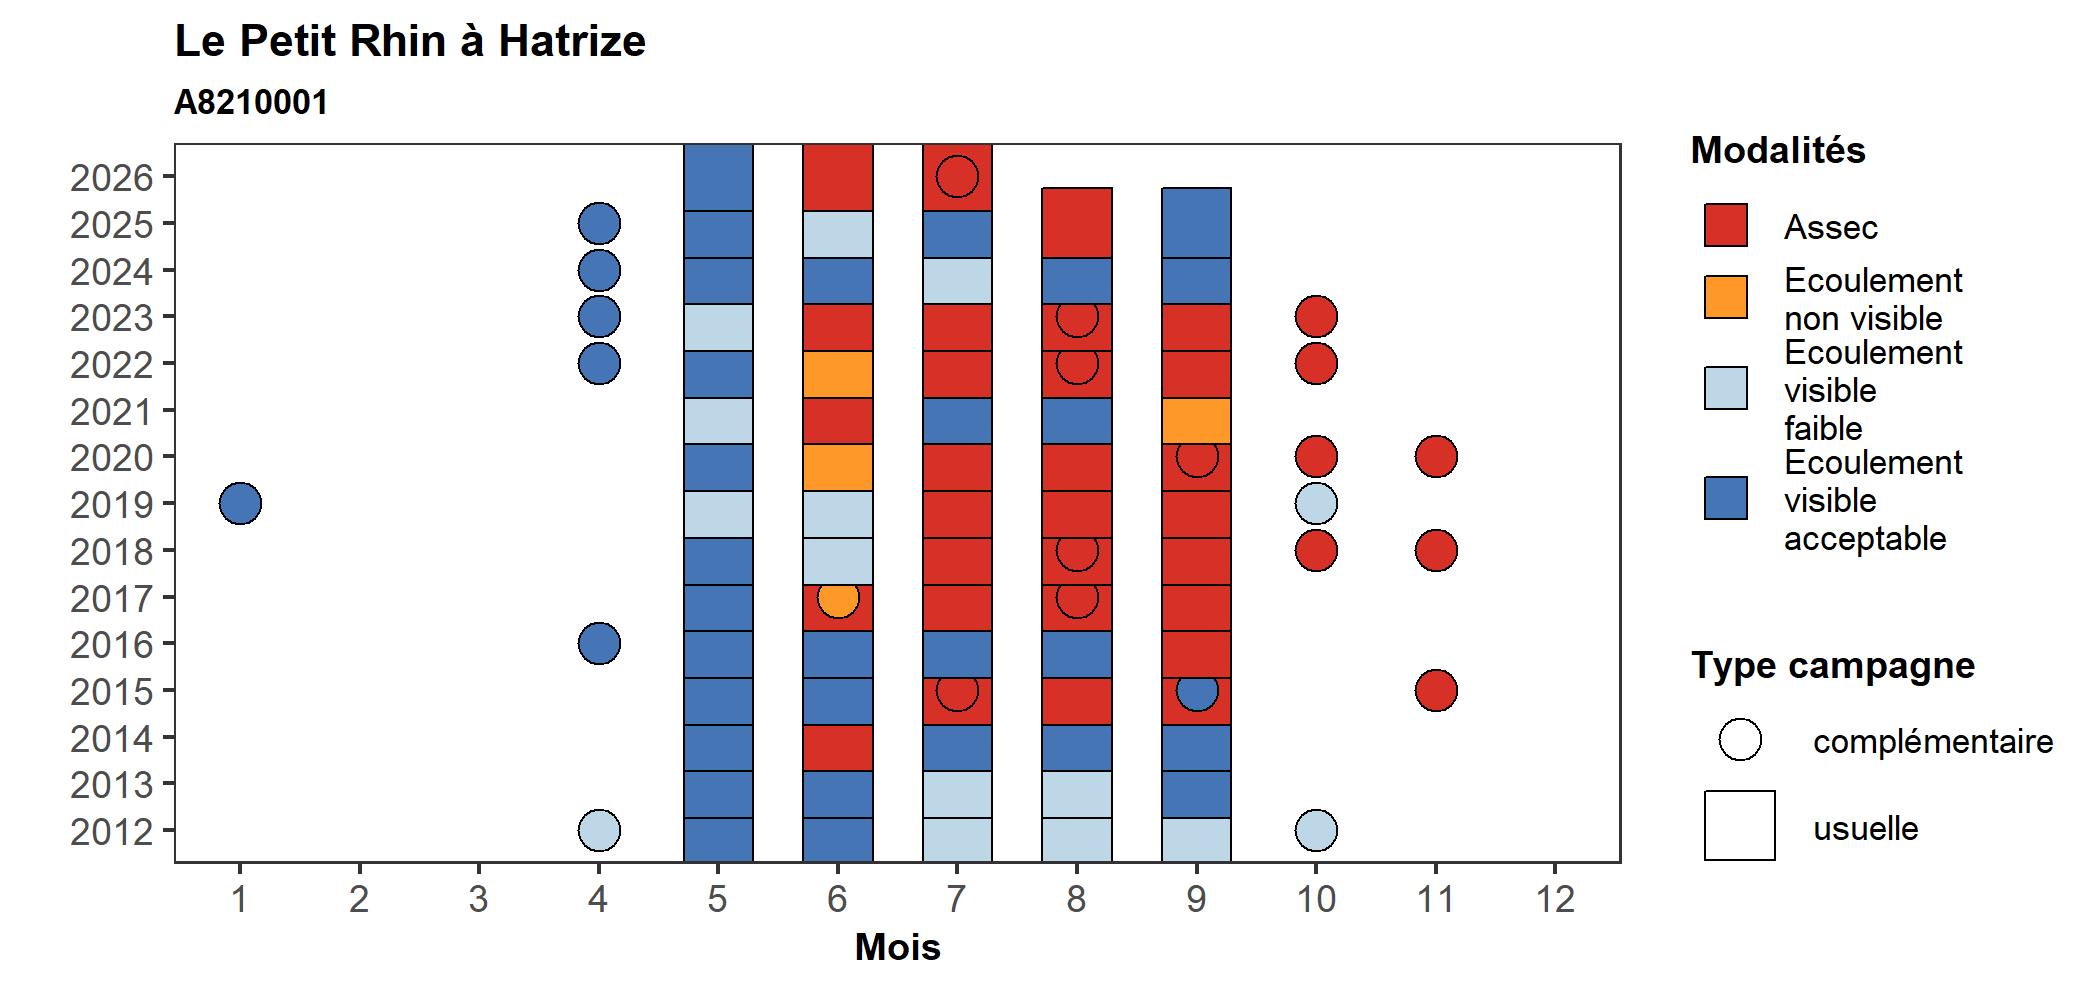 Le Petit Rhin à Hatrize
A8210001
2026
2025
2024
2023
2022
2021
2020
2019
2018
2017
2016
2015
2014
2013
2012
1 2 3 4 5 6 7 8 9 10 11 12
Mois
Modalités
Assec
Ecoulement
non visible
Ecoulement
visible
faible
Ecoulement
visible
acceptable
Type campagne
complémentaire
usuelle